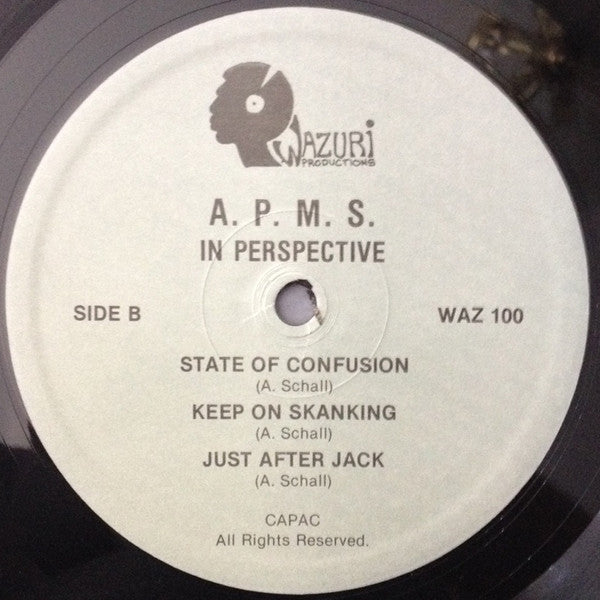 WAZURI
PRODUCTIONS
A. P. M. S.
IN PERSPECTIVE
SIDE B
WAZ 100
STATE OF CONFUSION
(A. Schall)
KEEP ON SKANKING
(A. Schall)
JUST AFTER JACK
(A. Schall)
CAPAC
All Rights Reserved.